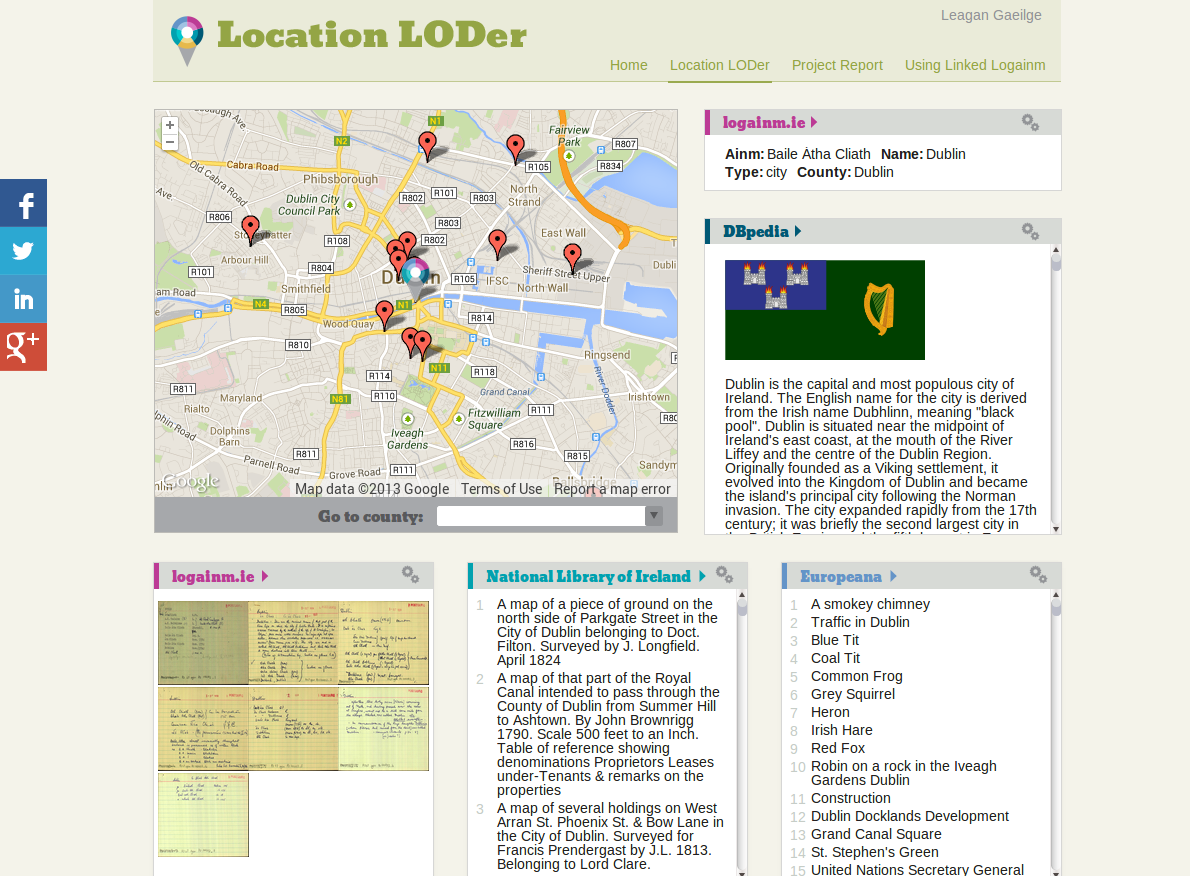 Leagan Gaeilge
Location LODer
Home Location LODer Project Report Using Linked Logainm
N1
N2
Fairview
Park
R807
R105
R834
Cabra Road
Old Cabra Road
Phibsborough
R101
R802
R803
North
Strand
Dublin City
Council Park
R806
R803
R802
R108
East Wall
Arbour Hill
R101
R804
R105
IFSC
Sheriff Street Upper
North Wall
Smithfield
N4
R805
N1
Wood Quay
R814
R810
Ringsend
N11
R118
R114
R110
Grand Canal
River Dodder
R811
Maryland
N81
Rialto
R111
Irishtown
Fitzwilliam
Square
Dolphins
Barn
Iveagh
Gardens
R816
R811
R815
Parnell Road
Grove Road
R111
Google
Map data ©2013 Google Terms of Use Report a map error
Go to county:
logainm.ie
Ainm: Baile Átha Cliath Name: Dublin
Type: city County: Dublin
DBpedia
Dublin is the capital and most populous city of
Ireland. The English name for the city is derived
from the Irish name Dubhlinn, meaning "black
pool". Dublin is situated near the midpoint of
Ireland's east coast, at the mouth of the River
Liffey and the centre of the Dublin Region.
Originally founded as a Viking settlement, it
evolved into the Kingdom of Dublin and became
the island's principal city following the Norman
invasion. The city expanded rapidly from the 17th
century; it was briefly the second largest city in
logainm.ie
National Library of Ireland
1 A map of a piece of ground on the
north side of Parkgate Street in the
City of Dublin belonging to Doct.
Filton. Surveyed by J. Longfield.
April 1824
2 A map of that part of the Royal
Canal intended to pass through the
County of Dublin from Summer Hill
to Ashtown. By John Brownrigg
1790. Scale 500 feet to an Inch.
Table of reference showing
denominations Proprietors Leases
under-Tenants & remarks on the
properties
3 A map of several holdings on West
Arran St. Phoenix St. & Bow Lane in
the City of Dublin. Surveyed for
Francis Prendergast by J.L. 1813.
Belonging to Lord Clare.
Europeana
1 A smokey chimney
2 Traffic in Dublin
3 Blue Tit
4 Coal Tit
5 Common Frog
6 Grey Squirrel
7 Heron
8 Irish Hare
9 Red Fox
10 Robin on a rock in the Iveagh
Gardens Dublin
11 Construction
12 Dublin Docklands Development
13 Grand Canal Square
14 St. Stephen's Green
15 United Nations Secretary General